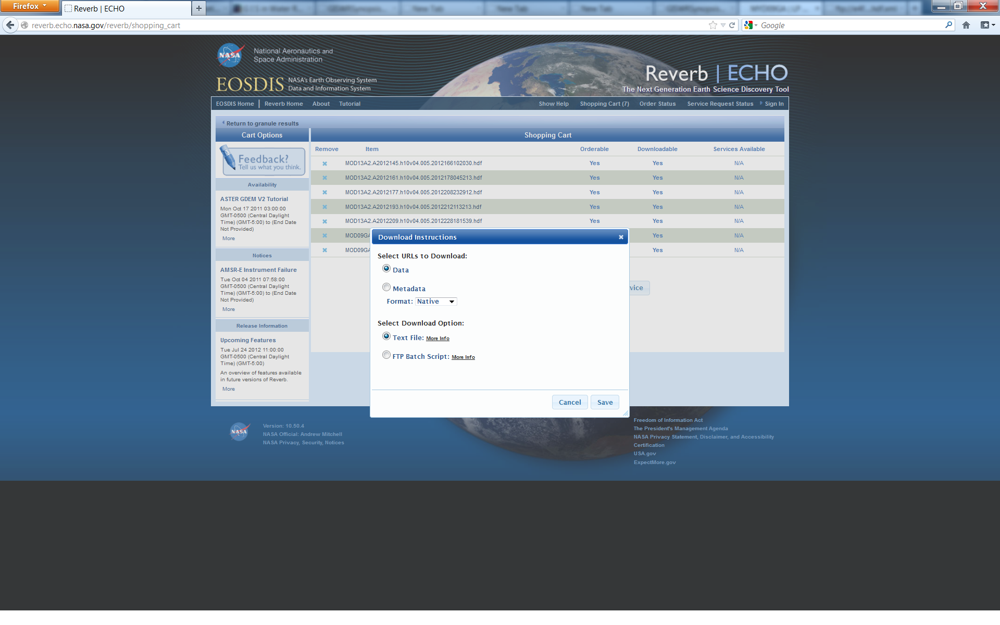 Firefox
Reverb | ECHO
New Tab
New Tab
New Tab
reverb.echo.nasa.gov/reverb/shopping_cart
Google
NASA
National Aeronautics and
Space Administration
EOSDIS
NASA's Earth Observing System
Data and Information System
Reverb | ECHO
The Next Generation Earth Science Discovery Tool
EOSDIS Home | Reverb Home About Tutorial Show Help Shopping Cart (7) Order Status Service Request Status Sign In
Return to granule results
Cart Options
Feedback?
Tell us what you think.
Availability
ASTER GDEM V2 Tutorial
Mon Oct 17 2011 03:00:00
GMT-0500 (Central Daylight
Time) (GMT-5:00) to (End Date
Not Provided)
More
Notices
AMSR-E Instrument Failure
Tue Oct 04 2011 07:58:00
GMT-0500 (Central Daylight
Time) (GMT-5:00) to (End Date
Not Provided)
More
Release Information
Upcoming Features
Tue Jul 24 2012 11:00:00
GMT-0500 (Central Daylight
Time) (GMT-5:00)
An overview of features available
in future versions of Reverb.
More
Shopping Cart
Remove Item Orderable Downloadable Services Available
MOD13A2.A2012145.h10v04.005.2012166102030.hdf Yes Yes N/A
MOD13A2.A2012161.h10v04.005.2012178045213.hdf Yes Yes N/A
MOD13A2.A2012177.h10v04.005.2012208232912.hdf Yes Yes N/A
MOD13A2.A2012193.h10v04.005.2012212113213.hdf Yes Yes N/A
MOD13A2.A2012209.h10v04.005.2012228181539.hdf Yes Yes N/A
MOD09GA Yes N/A
MOD09GA Yes N/A
vice
Download Instructions
Select URLs to Download:
Data
Metadata
Format: Native
Select Download Option:
Text File: More Info
FTP Batch Script: More Info
Cancel Save
NASA
Version: 10.50.4
NASA Official: Andrew Mitchell
NASA Privacy, Security, Notices
Freedom of Information Act
The President's Management Agenda
NASA Privacy Statement, Disclaimer, and Accessibility
Certification
USA.gov
ExpectMore.gov